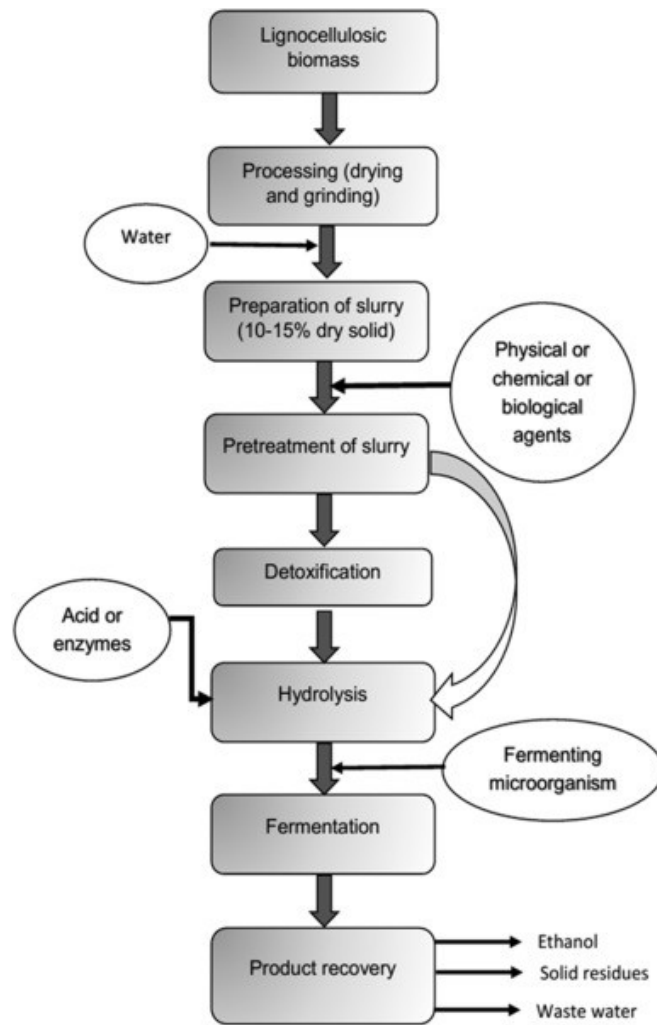 Lignocellulosic
biomass
Processing (drying
and grinding)
Water
Preparation of slurry
(10-15% dry solid)
Physical or
chemical or
biological
agents
Pretreatment of slurry
Detoxification
Acid or
enzymes
Hydrolysis
Fermenting
microorganism
Fermentation
Product recovery
Ethanol
Solid residues
Waste water